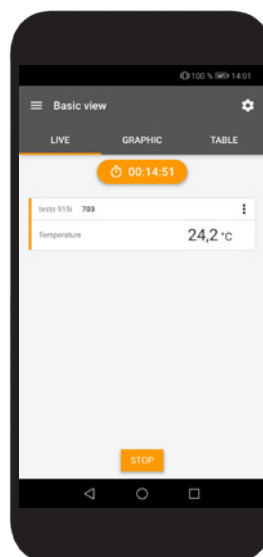 100 % 14:01
Basic view
LIVE GRAPHIC TABLE
00:14:51
testo 915i 703
Temperature 24,2 °C
STOP